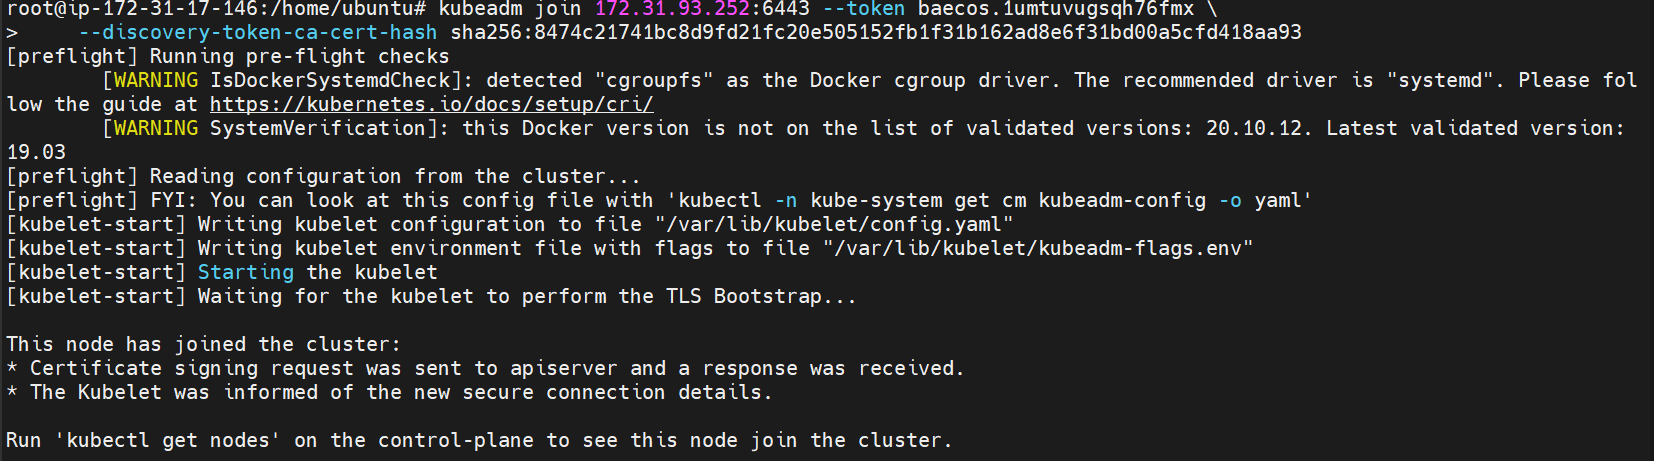 root@ip-172-31-17-146:/home/ubuntu# kubeadm join 172.31.93.252:6443 --token baecos.1umtuvugsqh76fmx \
>     --discovery-token-ca-cert-hash sha256:8474c21741bc8d9fd21fc20e505152fb1f31b162ad8e6f31bd00a5cfd418aa93
[preflight] Running pre-flight checks
        [WARNING IsDockerSystemdCheck]: detected "cgroupfs" as the Docker cgroup driver. The recommended driver is "systemd". Please fol
low the guide at https://kubernetes.io/docs/setup/cri/
        [WARNING SystemVerification]: this Docker version is not on the list of validated versions: 20.10.12. Latest validated version:
19.03
[preflight] Reading configuration from the cluster...
[preflight] FYI: You can look at this config file with 'kubectl -n kube-system get cm kubeadm-config -o yaml'
[kubelet-start] Writing kubelet configuration to file "/var/lib/kubelet/config.yaml"
[kubelet-start] Writing kubelet environment file with flags to file "/var/lib/kubelet/kubeadm-flags.env"
[kubelet-start] Starting the kubelet
[kubelet-start] Waiting for the kubelet to perform the TLS Bootstrap...

This node has joined the cluster:
* Certificate signing request was sent to apiserver and a response was received.
* The Kubelet was informed of the new secure connection details.

Run 'kubectl get nodes' on the control-plane to see this node join the cluster.